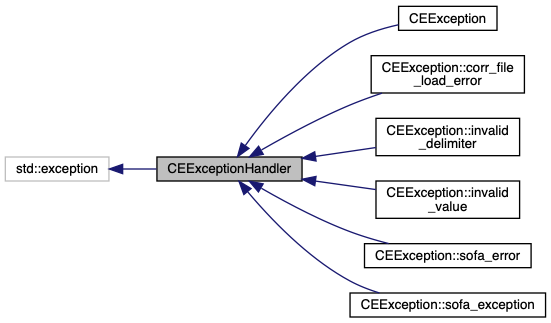 CEException
CEException::corr_file
_load_error
CEException::invalid
_delimiter
std::exception
CEExceptionHandler
CEException::invalid
_value
CEException::sofa_error
CEException::sofa_exception